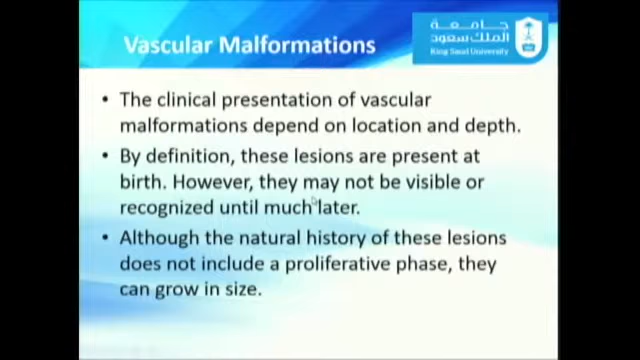 Vascular Malformations
جامعة
الملك سعود
King Saud University
• The clinical presentation of vascular
malformations depend on location and depth.
• By definition, these lesions are present at
birth. However, they may not be visible or
recognized until much later.
• Although the natural history of these lesions
does not include a proliferative phase, they
can grow in size.